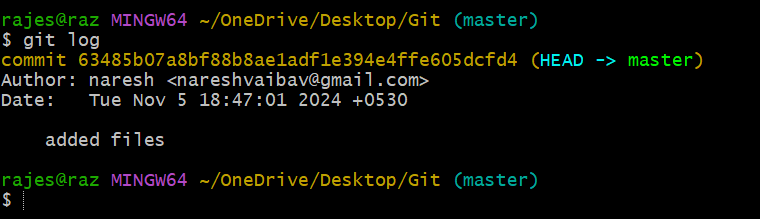 rajes@raz MINGW64 ~/OneDrive/Desktop/Git (master)
$ git log
commit 63485b07a8bf88b8ae1adf1e394e4ffe605dcfd4 (HEAD -> master)
Author: naresh <nareshvaibav@gmail.com>
Date:   Tue Nov 5 18:47:01 2024 +0530

    added files

rajes@raz MINGW64 ~/OneDrive/Desktop/Git (master)
$